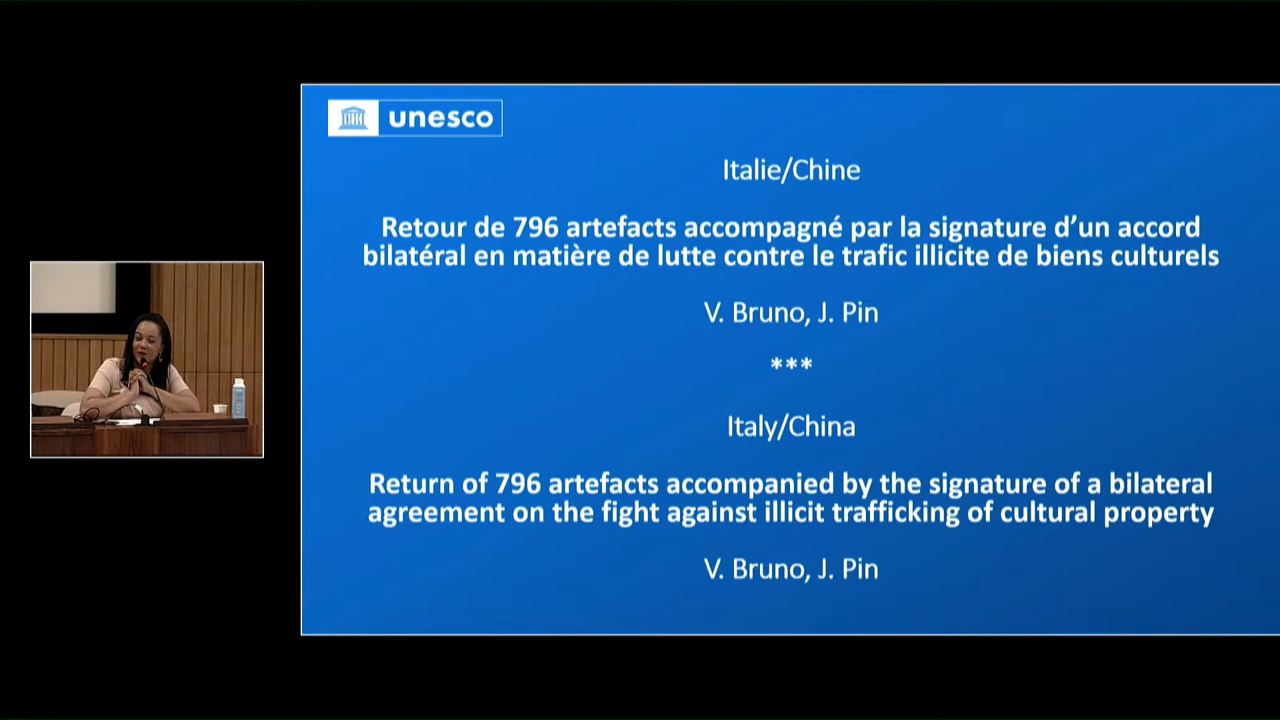 unesco
Italie/Chine
Retour de 796 artefacts accompagné par la signature d’un accord
bilatéral en matière de lutte contre le trafic illicite de biens culturels
V. Bruno, J. Pin
***
Italy/China
Return of 796 artefacts accompanied by the signature of a bilateral
agreement on the fight against illicit trafficking of cultural property
V. Bruno, J. Pin